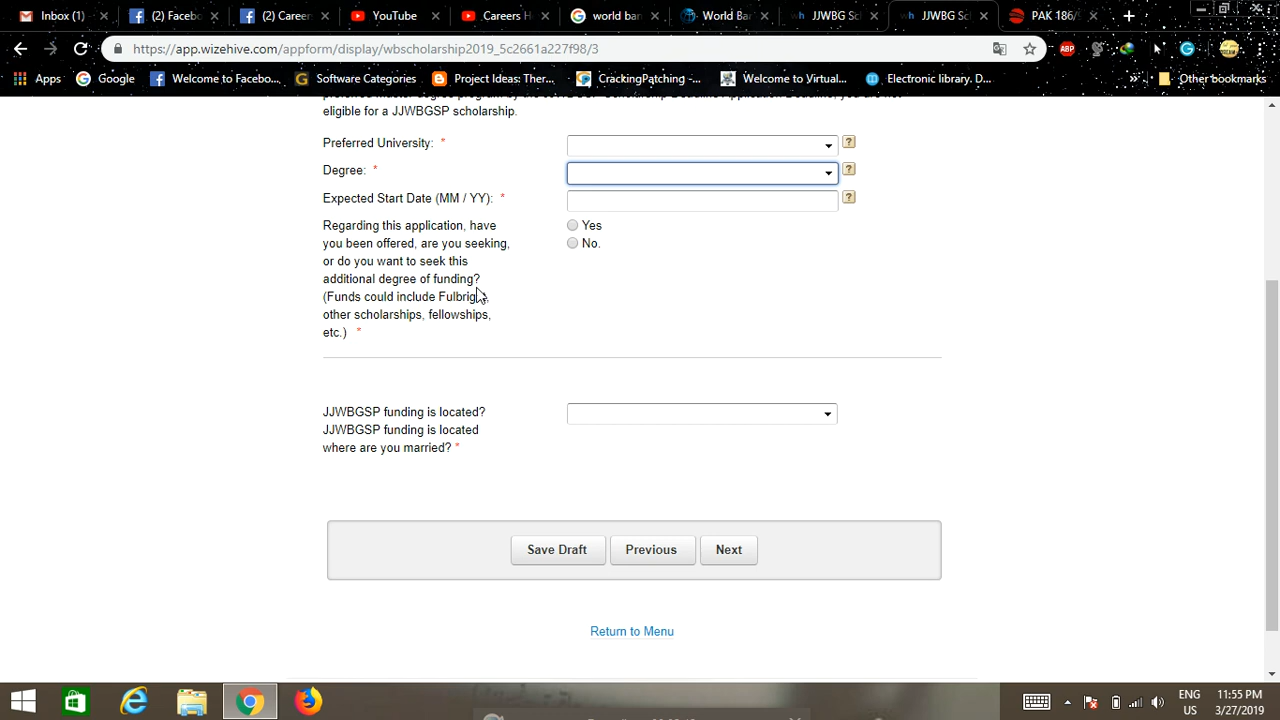 Inbox (1)
(2) Facebo
(2) Career
YouTube
Careers H
world ban
World Ba
JJWBG Sc
JJWBG Sc
PAK 186/
https://app.wizehive.com/appform/display/wbscholarship2019_5c2661a227f98/3
ABP
Apps
Google
Welcome to Facebo...
Software Categories
Project Ideas: Ther...
CrackingPatching -...
Welcome to Virtual...
Electronic library. D...
Other bookmarks
eligible for a JJWBGSP scholarship.
Preferred University: *
Degree: *
Expected Start Date (MM / YY): *
Regarding this application, have
you been offered, are you seeking,
or do you want to seek this
additional degree of funding?
(Funds could include Fulbright,
other scholarships, fellowships,
etc.) *
Yes
No.
JJWBGSP funding is located?
JJWBGSP funding is located
where are you married? *
Save Draft
Previous
Next
Return to Menu
ENG
US
11:55 PM
3/27/2019